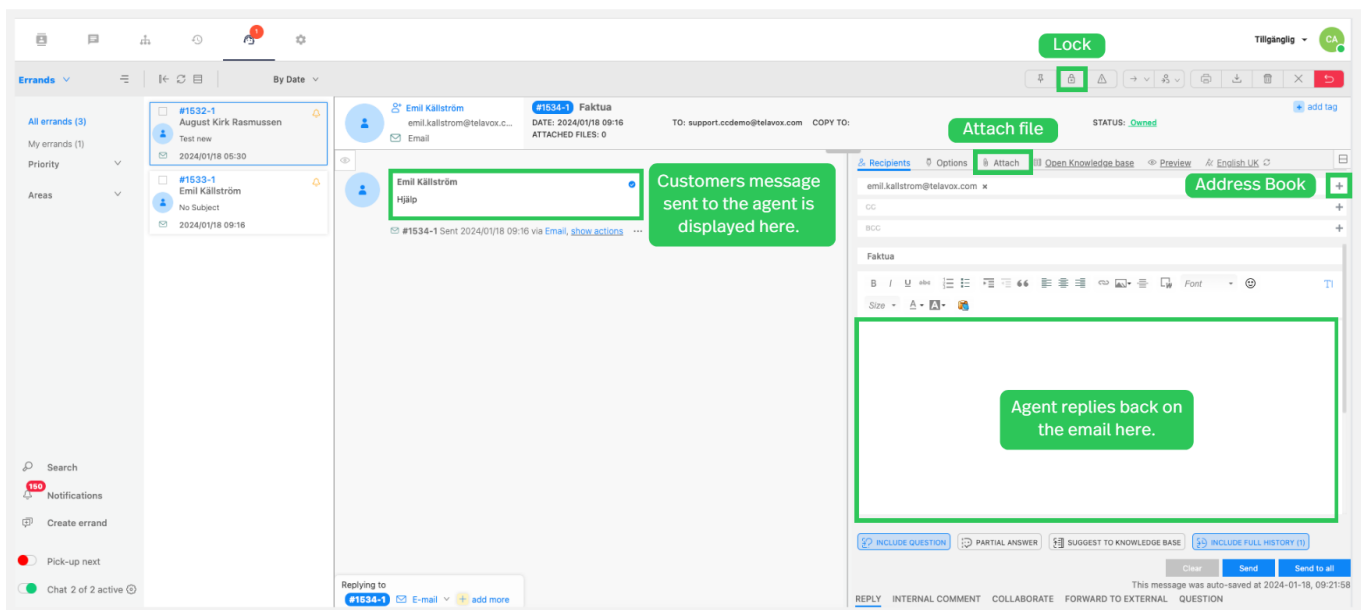 1
Lock
Tillgänglig
CA
Errands
By Date
All errands (3)
My errands (1)
Priority
Areas
#1532-1
August Kirk Rasmussen
Test new
2024/01/18 05:30
#1533-1
Emil Källström
No Subject
2024/01/18 09:16
Emil Källström
emil.kallstrom@telavox.c...
Email
#1534-1 Faktua
DATE: 2024/01/18 09:16 TO: support.ccdemo@telavox.com COPY TO:
ATTACHED FILES: 0
STATUS: Owned
add tag
Attach file
Emil Källström
Hjälp
#1534-1 Sent 2024/01/18 09:16 via Email, show actions ...
Customers message
sent to the agent is
displayed here.
Recipients Options Attach Open Knowledge base Preview English UK
emil.kallstrom@telavox.com ×
Address Book
+
CC +
BCC +
Faktua
B I U abc Font
Size A A
Agent replies back on
the email here.
INCLUDE QUESTION PARTIAL ANSWER SUGGEST TO KNOWLEDGE BASE INCLUDE FULL HISTORY (1)
Clear Send Send to all
This message was auto-saved at 2024-01-18, 09:21:58
REPLY INTERNAL COMMENT COLLABORATE FORWARD TO EXTERNAL QUESTION
Search
150
Notifications
Create errand
Pick-up next
Chat 2 of 2 active
Replying to
#1534-1 E-mail + add more